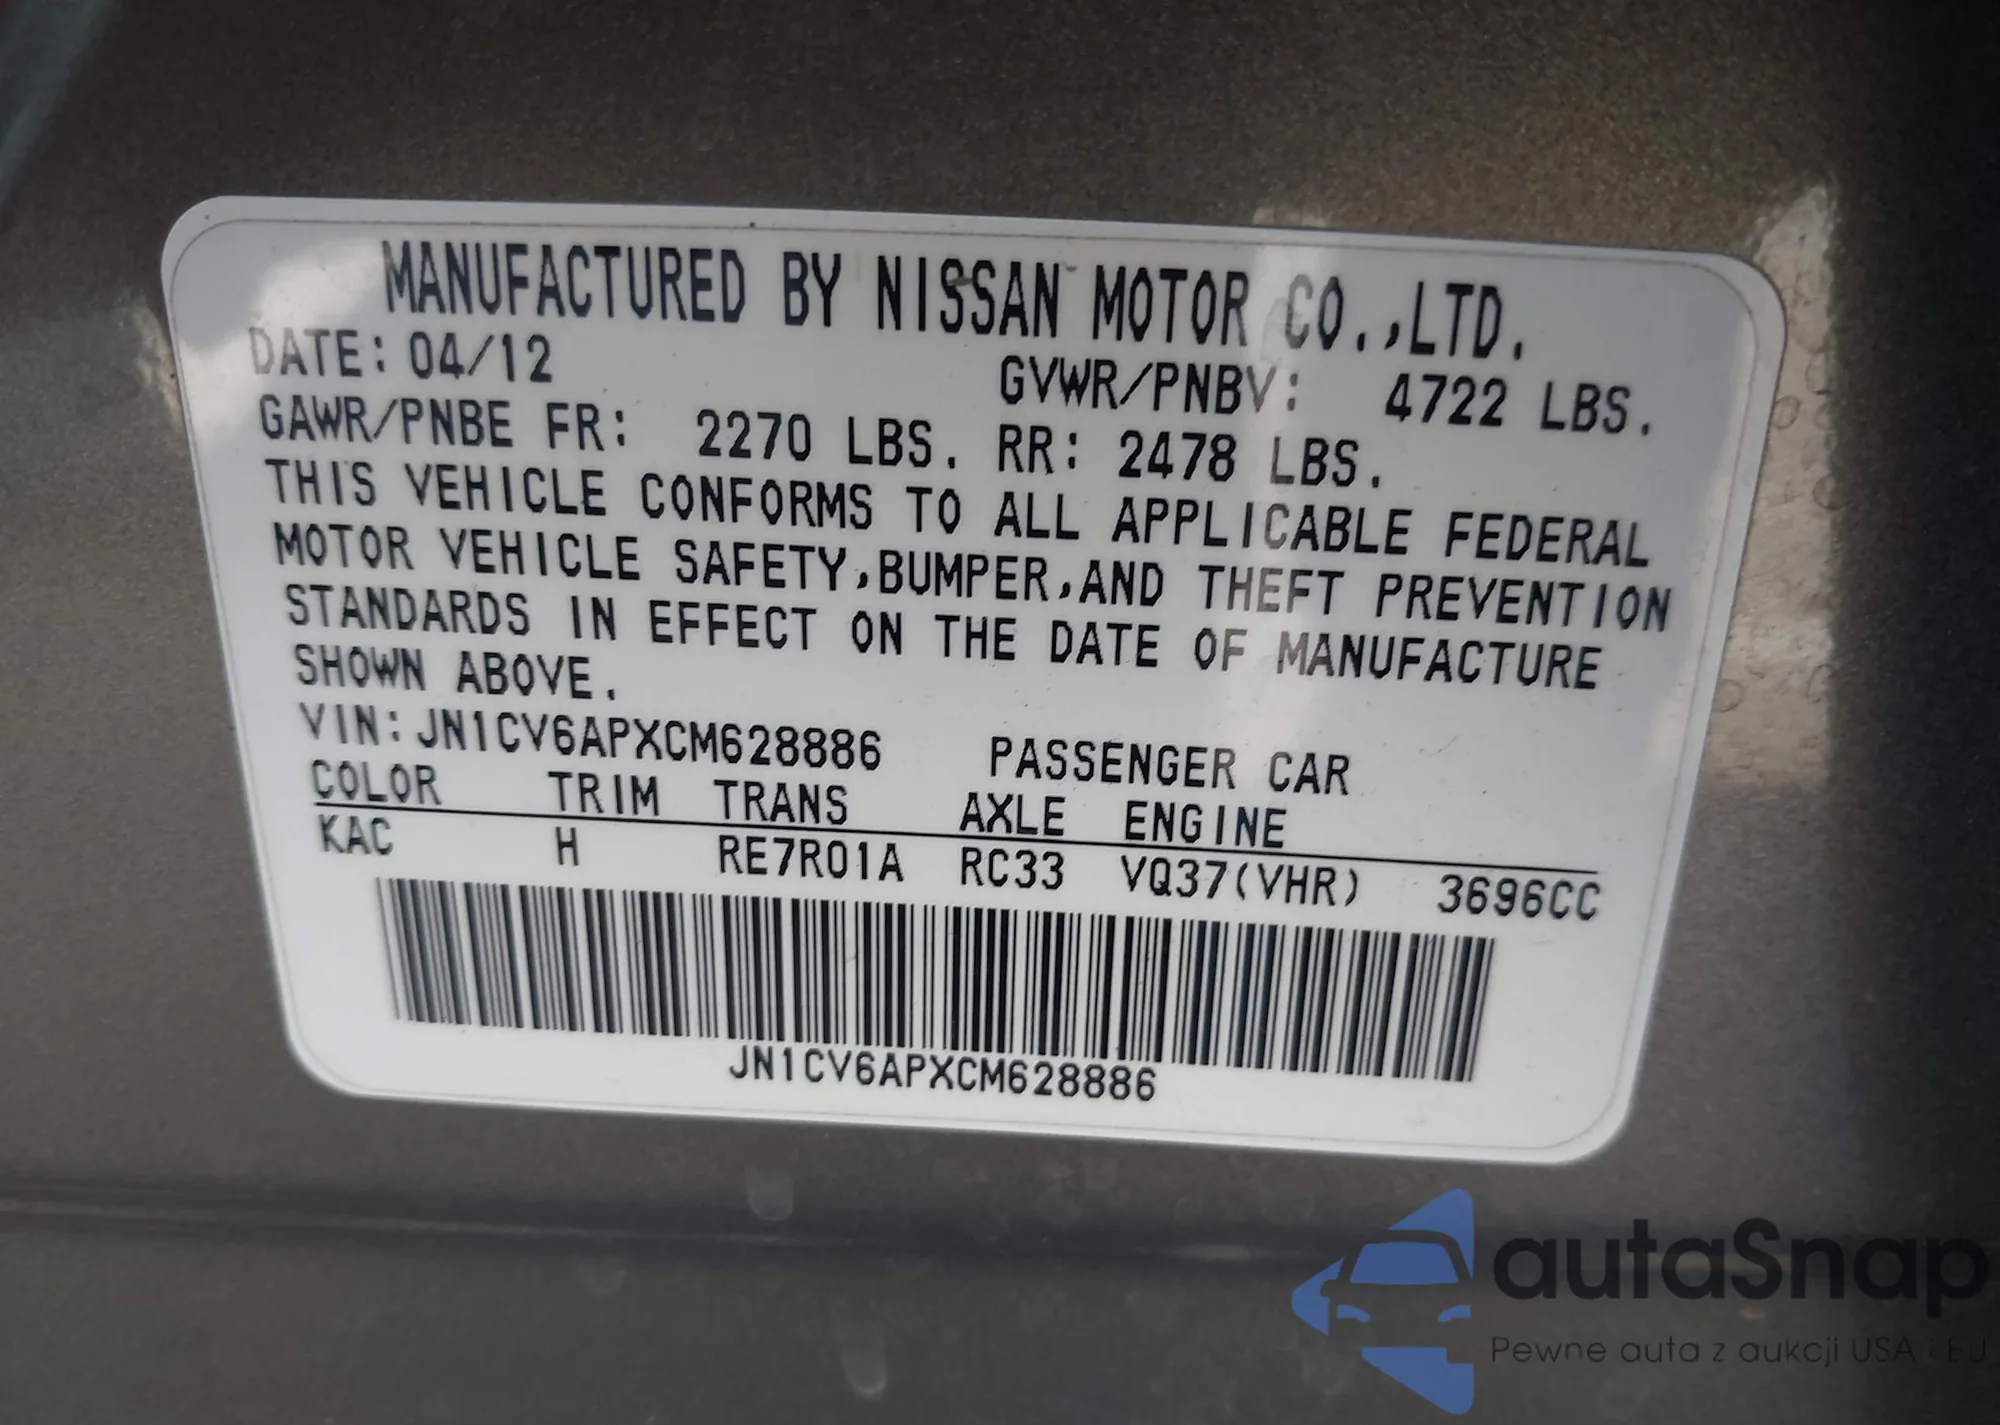 MANUFACTURED BY NISSAN MOTOR CO.,LTD.
DATE: 04/12 GVWR/PNBV: 4722 LBS.
GAWR/PNBE FR: 2270 LBS. RR: 2478 LBS.
THIS VEHICLE CONFORMS TO ALL APPLICABLE FEDERAL
MOTOR VEHICLE SAFETY,BUMPER,AND THEFT PREVENTION
STANDARDS IN EFFECT ON THE DATE OF MANUFACTURE
SHOWN ABOVE.
VIN:JN1CV6APXCM628886 PASSENGER CAR
COLOR TRIM TRANS AXLE ENGINE
KAC H RE7R01A RC33 VQ37(VHR) 3696CC
JN1CV6APXCM628886
autaSnap
Pewne auta z aukcji USA i EU